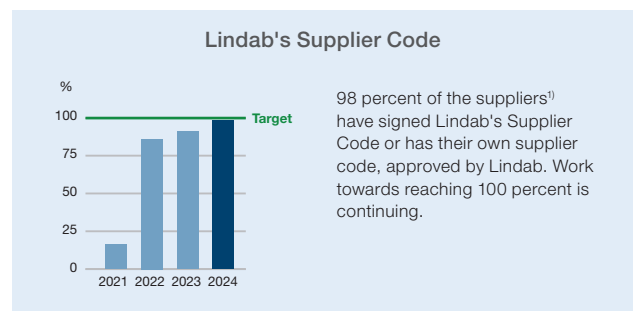 Lindab's Supplier Code
%
100
Target
75
50
25
0
2021 2022 2023 2024
98 percent of the suppliers1)
have signed Lindab's Supplier
Code or has their own supplier
code, approved by Lindab. Work
towards reaching 100 percent is
continuing.